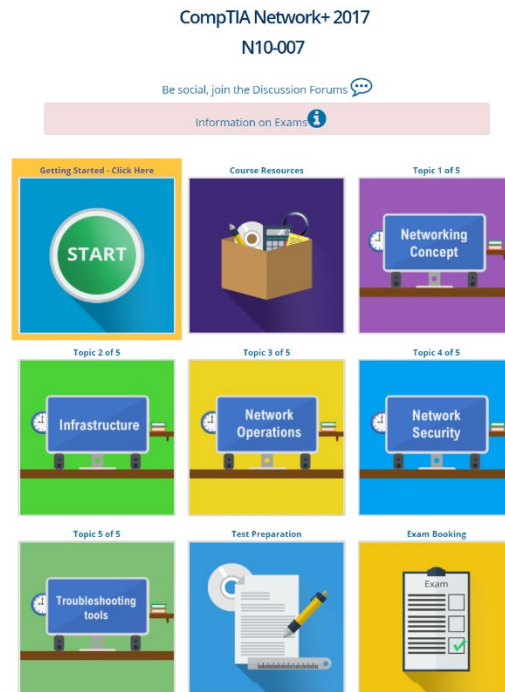 CompTIA Network+ 2017
N10-007
Be social, join the Discussion Forums
Information on Exams
Getting Started - Click Here
Course Resources
Topic 1 of 5
START
Networking
Concept
Topic 2 of 5
Topic 3 of 5
Topic 4 of 5
Infrastructure
Network
Operations
Network
Security
Topic 5 of 5
Test Preparation
Exam Booking
Troubleshooting
tools
Exam